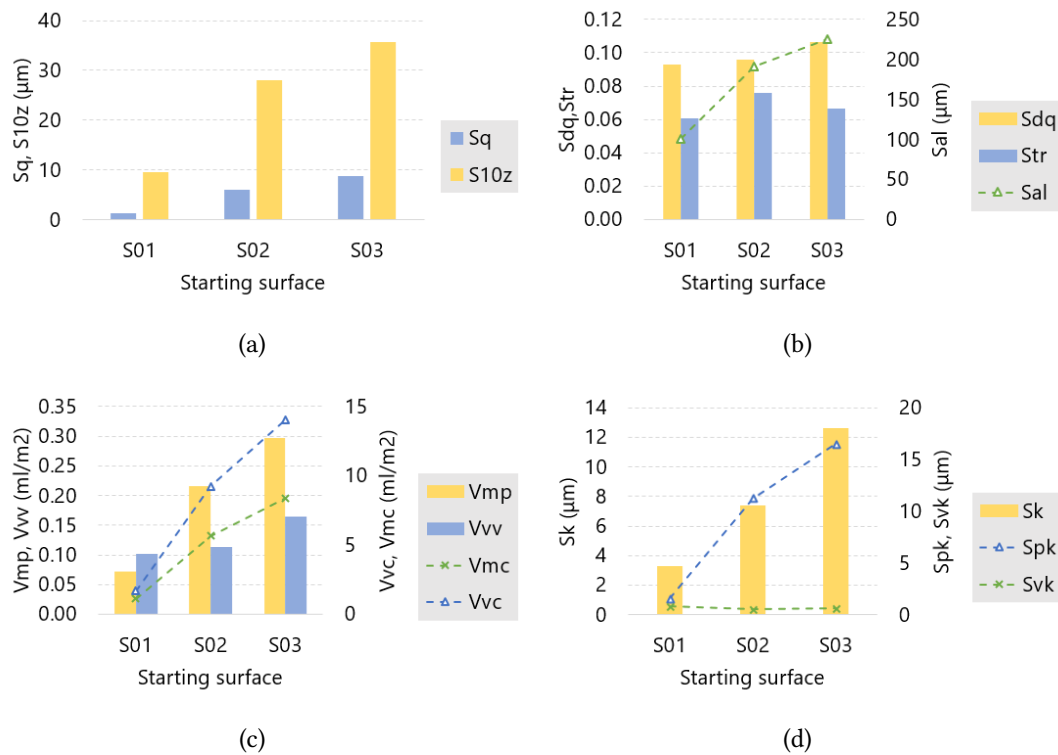 40
30
20
10
0
Sq, S10z (µm)
S01 S02 S03
Starting surface
Sq
S10z
(a)
0.12
0.10
0.08
0.06
0.04
0.02
0.00
Sdq,Str
250
200
150
100
50
0
Sal (µm)
S01 S02 S03
Starting surface
Sdq
Str
Sal
(b)
0.35
0.30
0.25
0.20
0.15
0.10
0.05
0.00
Vmp, Vvv (ml/m2)
15
10
5
0
Vvc, Vmc (ml/m2)
S01 S02 S03
Starting surface
Vmp
Vvv
Vmc
Vvc
(c)
14
12
10
8
6
4
2
0
Sk (µm)
20
15
10
5
0
Spk, Svk (µm)
S01 S02 S03
Starting surface
Sk
Spk
Svk
(d)